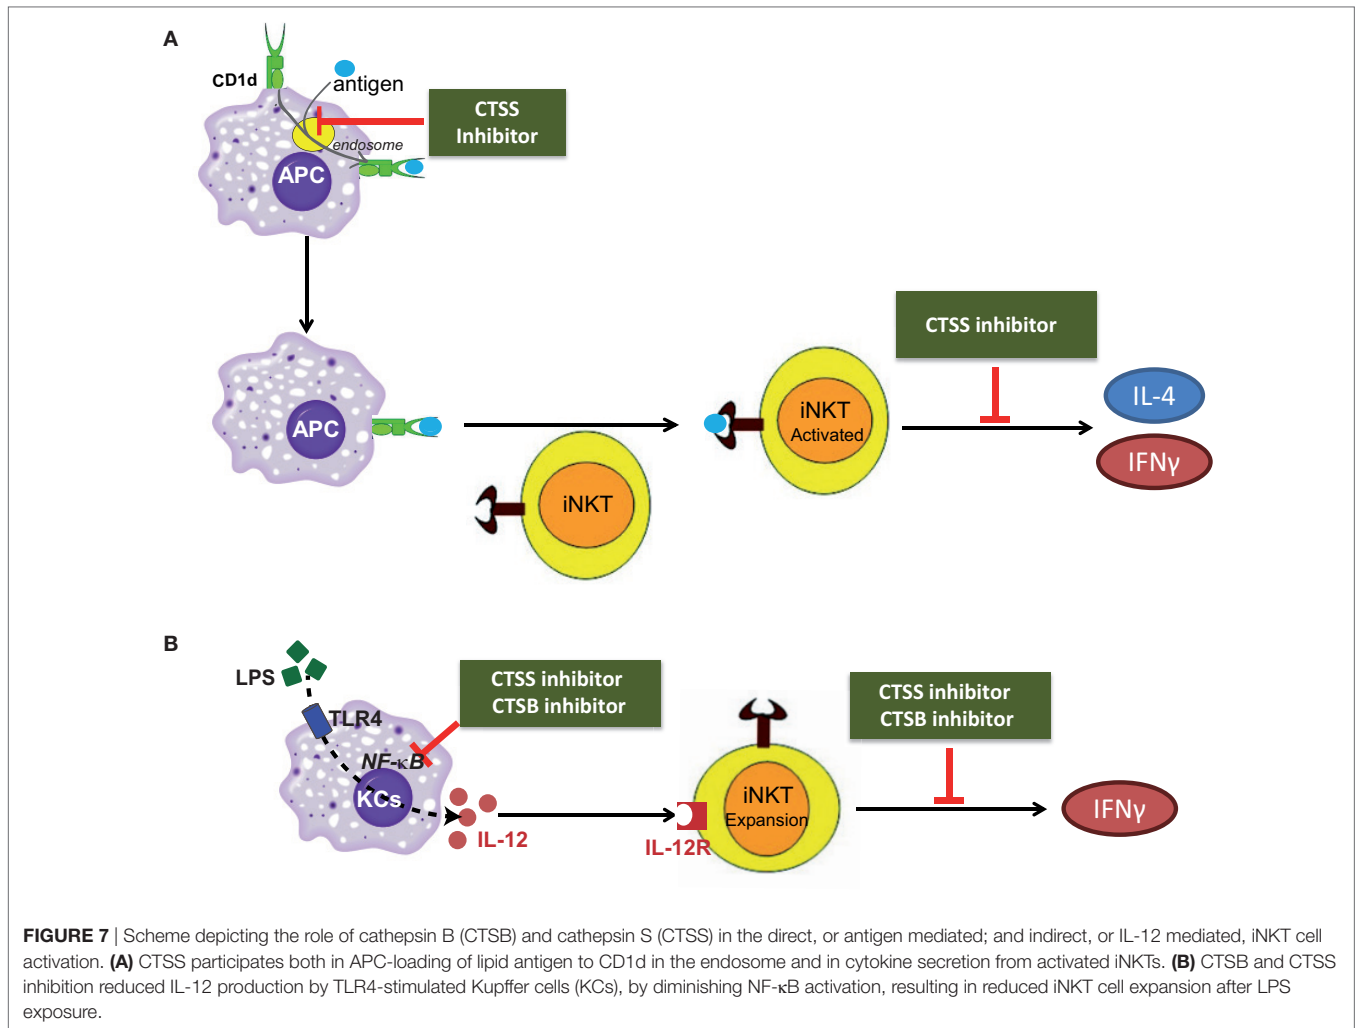 A
CD1d
antigen
CTSS
Inhibitor
endosome
APC
CTSS inhibitor
APC
iNKT
Activated
IL-4
IFNγ
iNKT
B
LPS
TLR4
NF-κB
KCs
CTSS inhibitor
CTSB inhibitor
IL-12
IL-12R
iNKT
Expansion
CTSS inhibitor
CTSB inhibitor
IFNγ
FIGURE 7 | Scheme depicting the role of cathepsin B (CTSB) and cathepsin S (CTSS) in the direct, or antigen mediated; and indirect, or IL-12 mediated, iNKT cell
activation. (A) CTSS participates both in APC-loading of lipid antigen to CD1d in the endosome and in cytokine secretion from activated iNKTs. (B) CTSB and CTSS
inhibition reduced IL-12 production by TLR4-stimulated Kupffer cells (KCs), by diminishing NF-κB activation, resulting in reduced iNKT cell expansion after LPS
exposure.